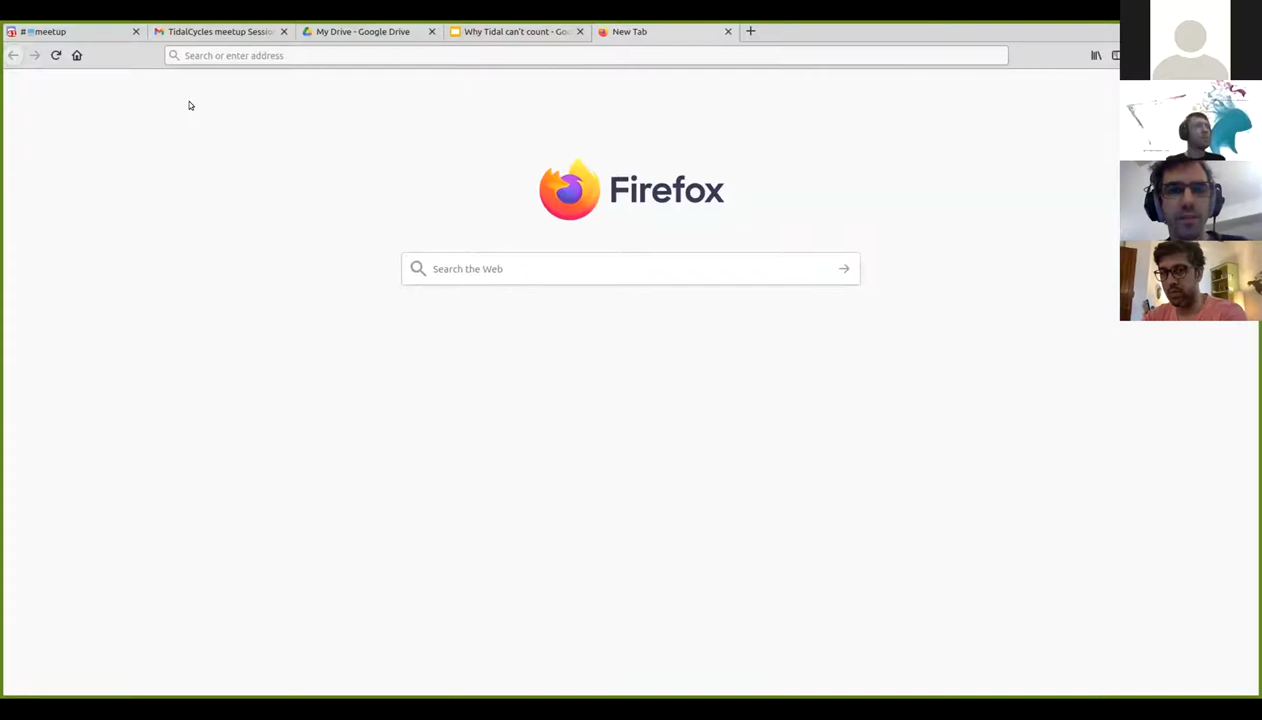 #meetup
TidalCycles meetup Sessio
My Drive - Google Drive
Why Tidal can't count - Goo
New Tab
Search or enter address
Firefox
Search the Web